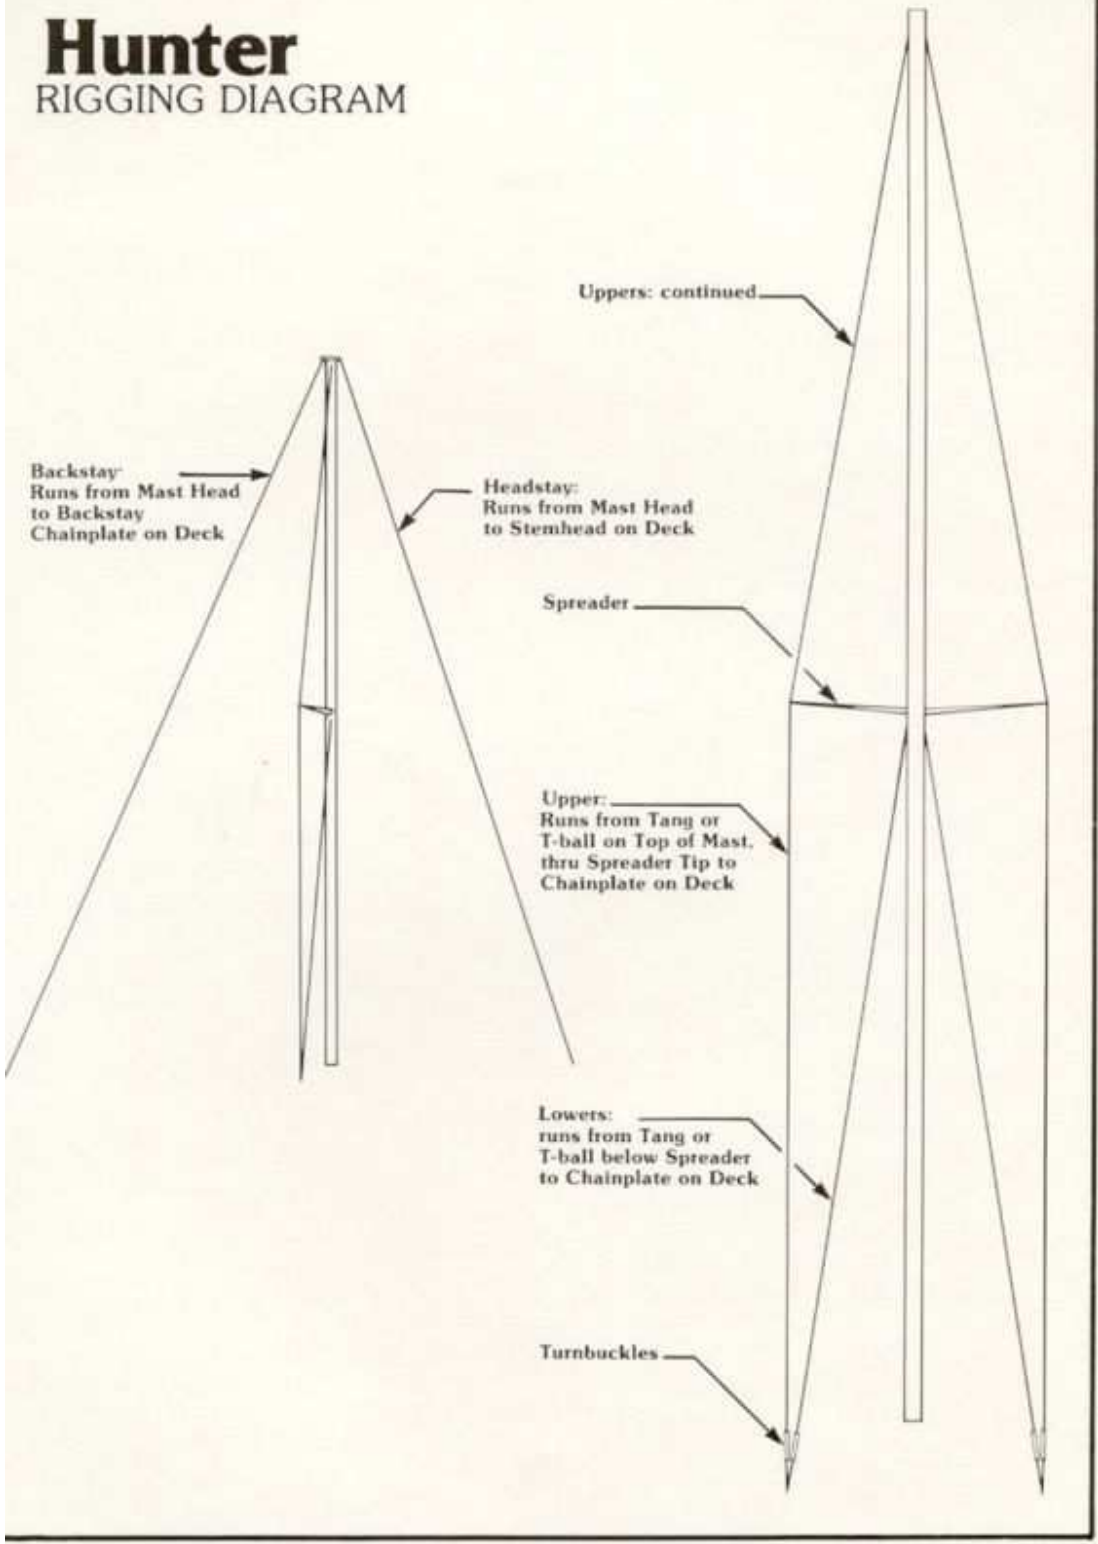 Hunter
RIGGING DIAGRAM
Uppers: continued
Backstay:
Runs from Mast Head
to Backstay
Chainplate on Deck
Headstay:
Runs from Mast Head
to Stemhead on Deck
Spreader
Upper:
Runs from Tang or
T-ball on Top of Mast,
thru Spreader Tip to
Chainplate on Deck
Lowers:
runs from Tang or
T-ball below Spreader
to Chainplate on Deck
Turnbuckles